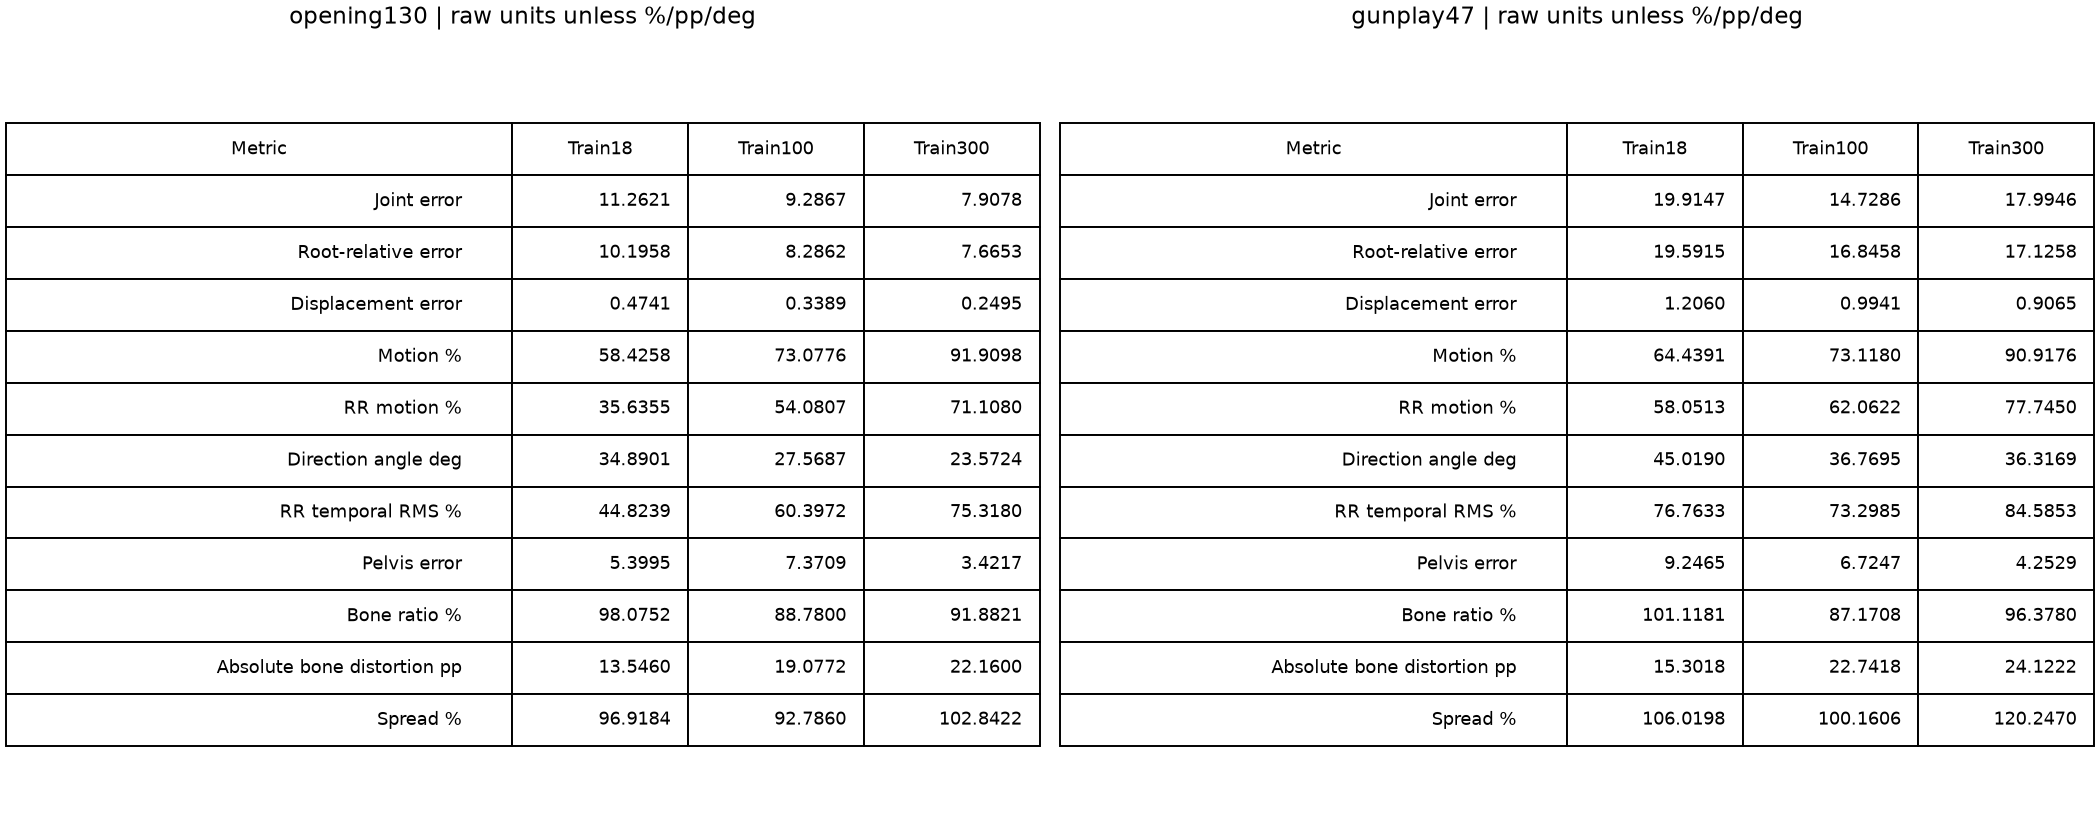 opening130 | raw units unless %/pp/deg
Metric Train18 Train100 Train300
Joint error 11.2621 9.2867 7.9078
Root-relative error 10.1958 8.2862 7.6653
Displacement error 0.4741 0.3389 0.2495
Motion % 58.4258 73.0776 91.9098
RR motion % 35.6355 54.0807 71.1080
Direction angle deg 34.8901 27.5687 23.5724
RR temporal RMS % 44.8239 60.3972 75.3180
Pelvis error 5.3995 7.3709 3.4217
Bone ratio % 98.0752 88.7800 91.8821
Absolute bone distortion pp 13.5460 19.0772 22.1600
Spread % 96.9184 92.7860 102.8422
gunplay47 | raw units unless %/pp/deg
Metric Train18 Train100 Train300
Joint error 19.9147 14.7286 17.9946
Root-relative error 19.5915 16.8458 17.1258
Displacement error 1.2060 0.9941 0.9065
Motion % 64.4391 73.1180 90.9176
RR motion % 58.0513 62.0622 77.7450
Direction angle deg 45.0190 36.7695 36.3169
RR temporal RMS % 76.7633 73.2985 84.5853
Pelvis error 9.2465 6.7247 4.2529
Bone ratio % 101.1181 87.1708 96.3780
Absolute bone distortion pp 15.3018 22.7418 24.1222
Spread % 106.0198 100.1606 120.2470